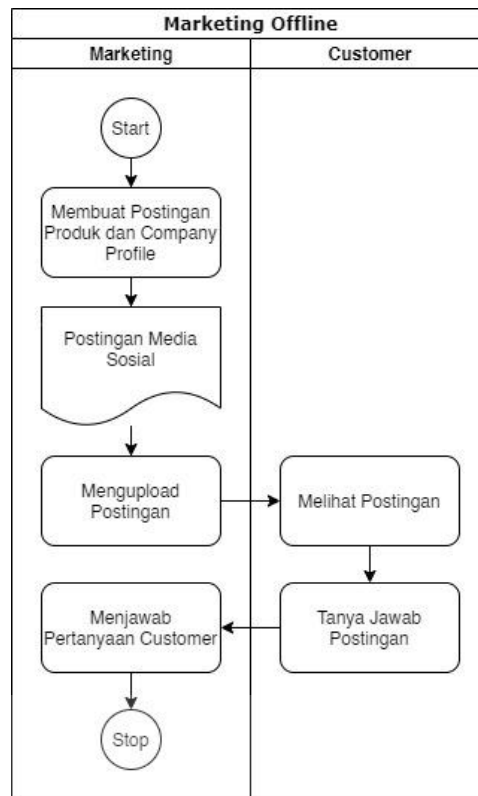 Marketing Offline
Marketing
Customer
Start
Membuat Postingan
Produk dan Company
Profile
Postingan Media
Sosial
Mengupload
Postingan
Melihat Postingan
Tanya Jawab
Postingan
Menjawab
Pertanyaan Customer
Stop